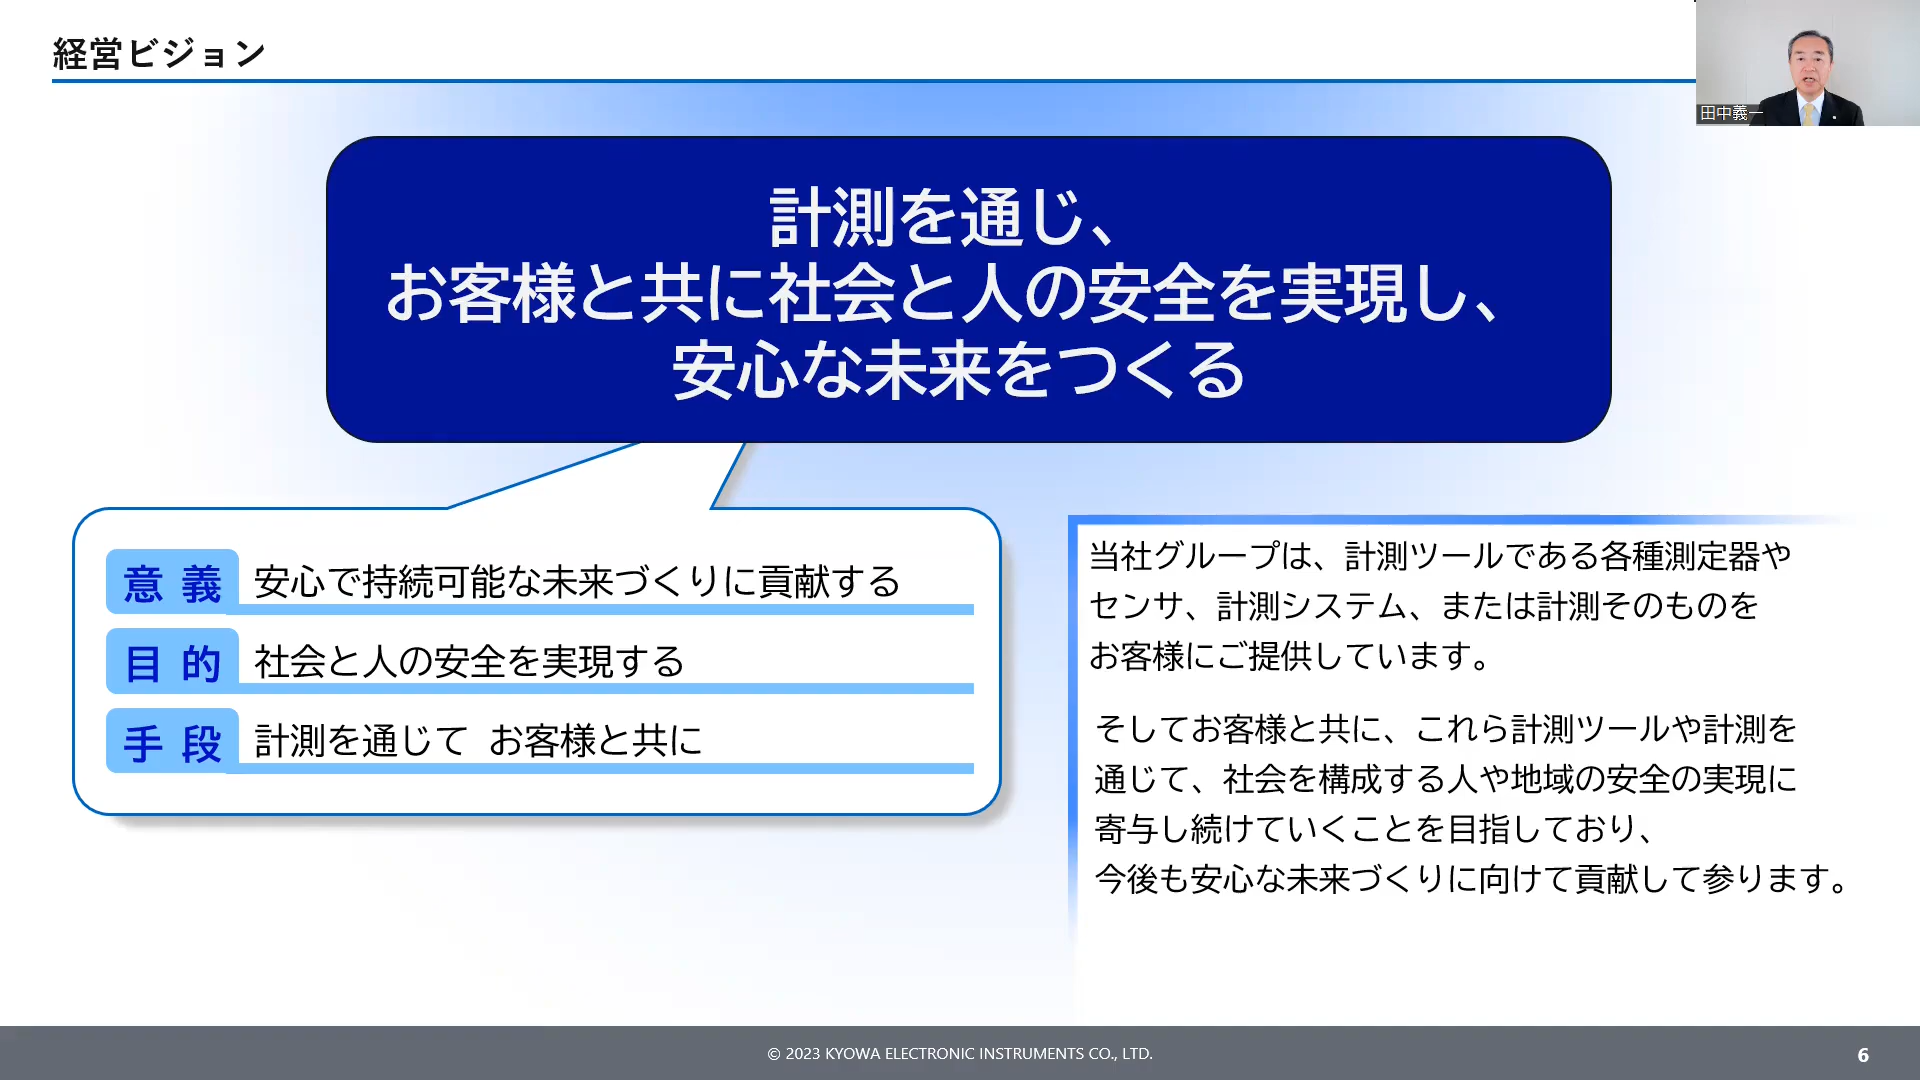 経営ビジョン
田中義一
計測を通じ、
お客様と共に社会と人の安全を実現し、
安心な未来をつくる
意 義 安心で持続可能な未来づくりに貢献する
目 的 社会と人の安全を実現する
手 段 計測を通じて お客様と共に
当社グループは、計測ツールである各種測定器や
センサ、計測システム、または計測そのものを
お客様にご提供しています。
そしてお客様と共に、これら計測ツールや計測を
通じて、社会を構成する人や地域の安全の実現に
寄与し続けていくことを目指しており、
今後も安心な未来づくりに向けて貢献して参ります。
© 2023 KYOWA ELECTRONIC INSTRUMENTS CO., LTD.
6